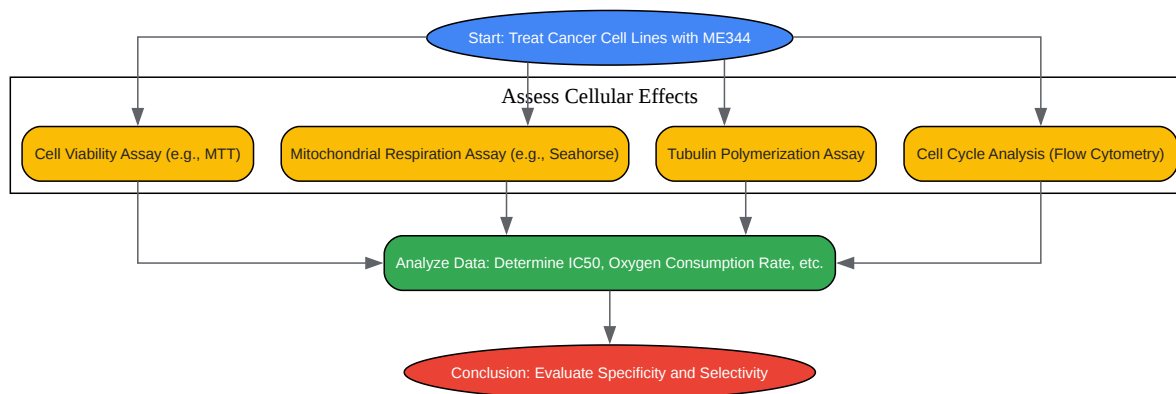 Start: Treat Cancer Cell Lines with ME344
Assess Cellular Effects
Cell Viability Assay (e.g., MTT)
Mitochondrial Respiration Assay (e.g., Seahorse)
Tubulin Polymerization Assay
Cell Cycle Analysis (Flow Cytometry)
Analyze Data: Determine IC50, Oxygen Consumption Rate, etc.
Conclusion: Evaluate Specificity and Selectivity